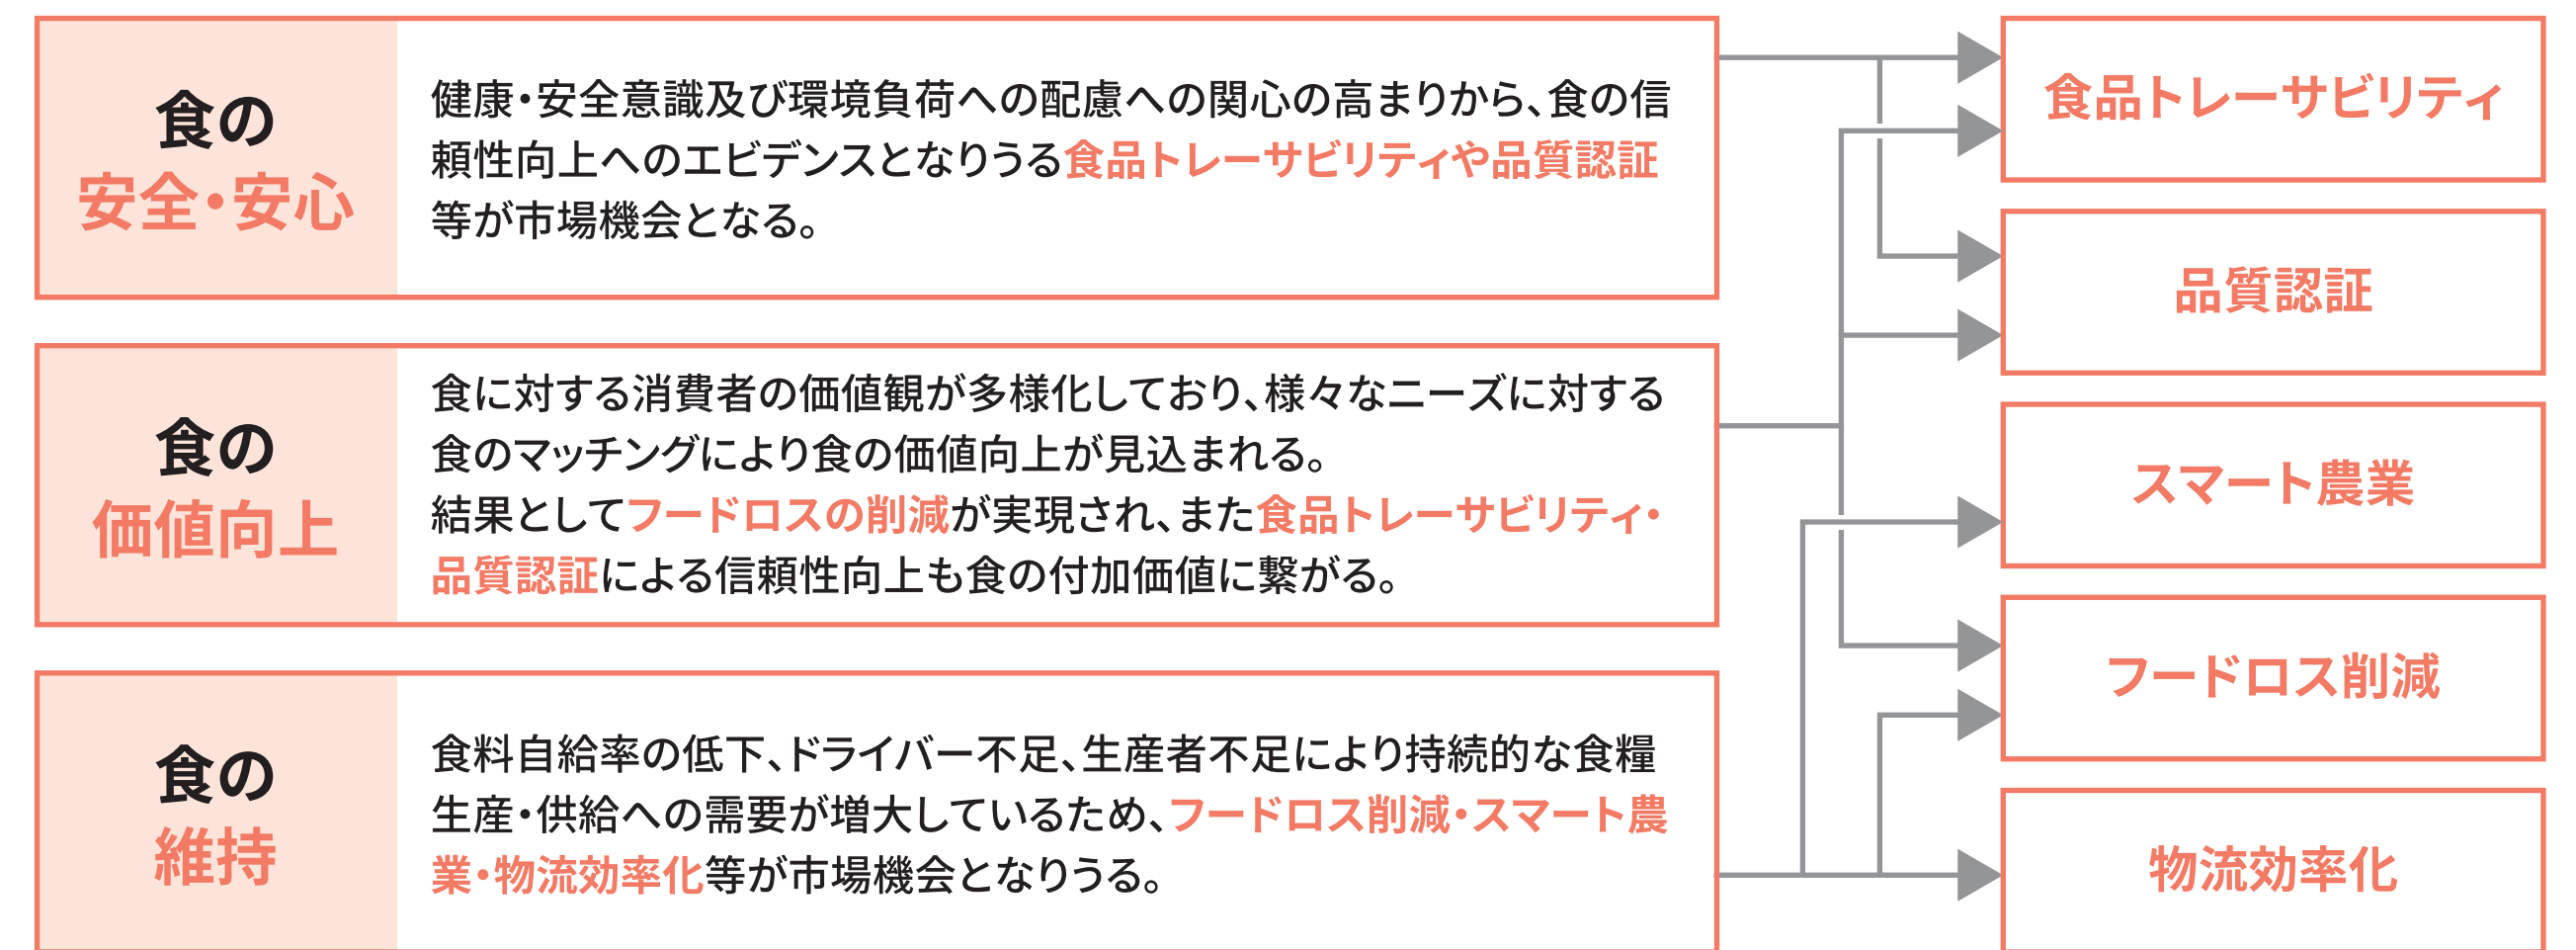 食の
安全・安心
健康・安全意識及び環境負荷への配慮への関心の高まりから、食の信
頼性向上へのエビデンスとなりうる食品トレーサビリティや品質認証
等が市場機会となる。
食の
価値向上
食に対する消費者の価値観が多様化しており、様々なニーズに対する
食のマッチングにより食の価値向上が見込まれる。
結果としてフードロスの削減が実現され、また食品トレーサビリティ・
品質認証による信頼性向上も食の付加価値に繋がる。
食の
維持
食料自給率の低下、ドライバー不足、生産者不足により持続的な食糧
生産・供給への需要が増大しているため、フードロス削減・スマート農
業・物流効率化等が市場機会となりうる。
食品トレーサビリティ
品質認証
スマート農業
フードロス削減
物流効率化